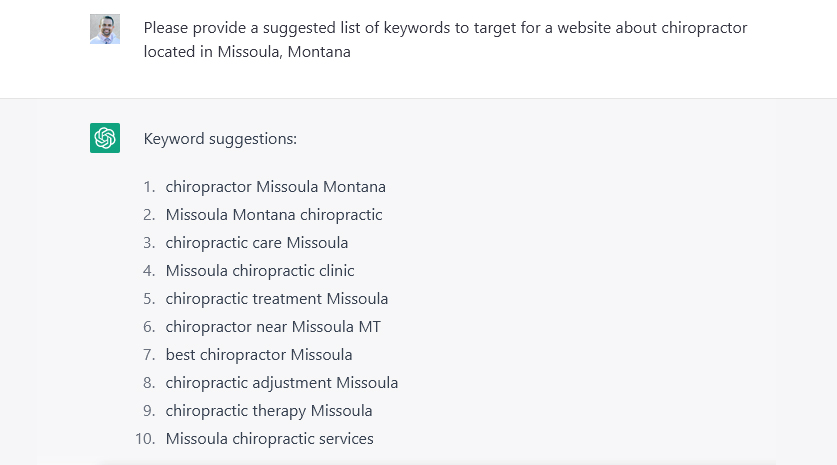 Please provide a suggested list of keywords to target for a website about chiropractor
located in Missoula, Montana
Keyword suggestions:
1. chiropractor Missoula Montana
2. Missoula Montana chiropractic
3. chiropractic care Missoula
4. Missoula chiropractic clinic
5. chiropractic treatment Missoula
6. chiropractor near Missoula MT
7. best chiropractor Missoula
8. chiropractic adjustment Missoula
9. chiropractic therapy Missoula
10. Missoula chiropractic services